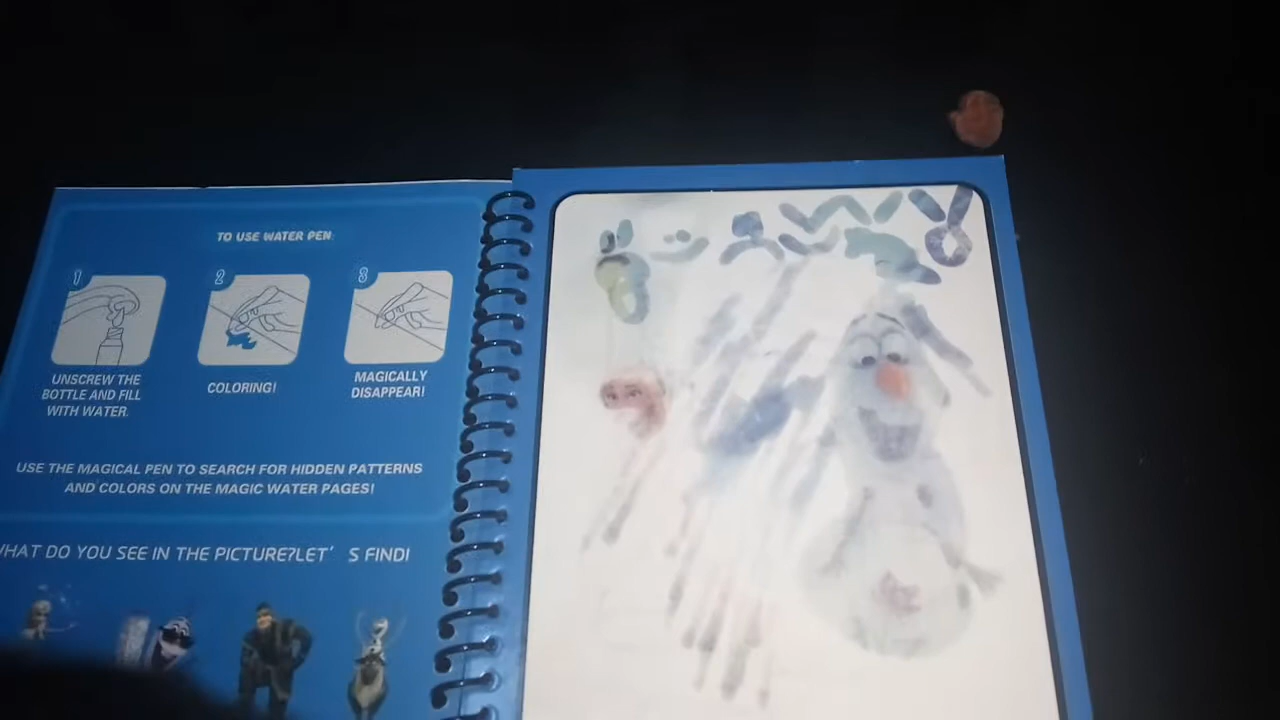 TO USE WATER PEN:
1
2
3
UNSCREW THE
BOTTLE AND FILL
WITH WATER.
COLORING!
MAGICALLY
DISAPPEAR!
USE THE MAGICAL PEN TO SEARCH FOR HIDDEN PATTERNS
AND COLORS ON THE MAGIC WATER PAGES!
WHAT DO YOU SEE IN THE PICTURE?LET'S FIND!